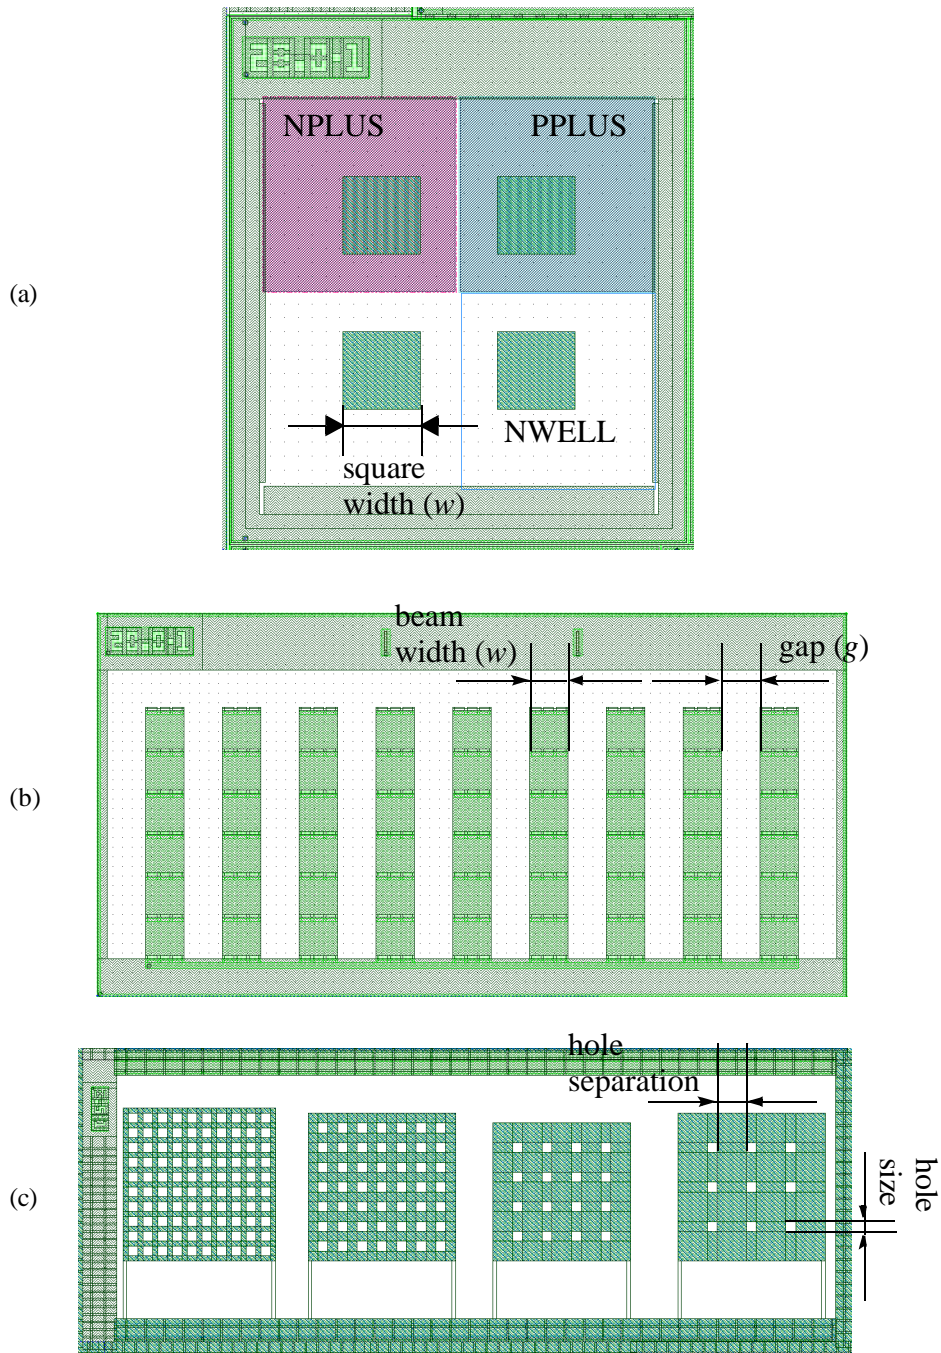 NPLUS
PPLUS
(a)
NWELL
square
width (w)
beam
width (w)
gap (g)
(b)
hole
separation
hole
size
(c)